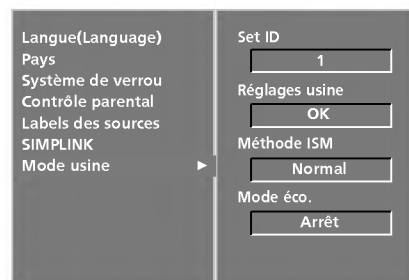 Langue(Language)
Pays
Système de verrou
Contrôle parental
Labels des sources
SIMPLINK
Mode usine ►
Set ID
1
Réglages usine
OK
Méthode ISM
Normal
Mode éco.
Arrêt